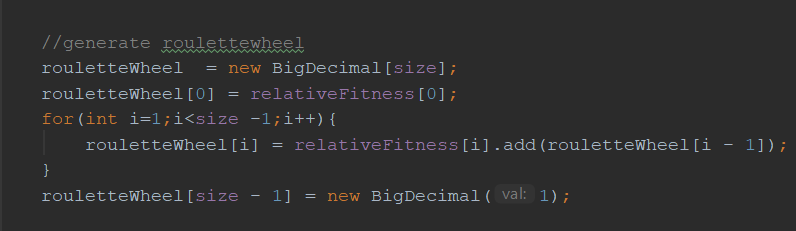 //generate roulettewheel
rouletteWheel  = new BigDecimal[size];
rouletteWheel[0] = relativeFitness[0];
for(int i=1;i<size -1;i++){
    rouletteWheel[i] = relativeFitness[i].add(rouletteWheel[i - 1]);
}
rouletteWheel[size - 1] = new BigDecimal( val: 1);